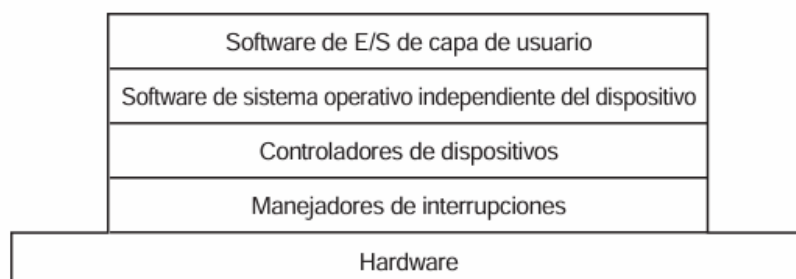 Software de E/S de capa de usuario
Software de sistema operativo independiente del dispositivo
Controladores de dispositivos
Manejadores de interrupciones
Hardware